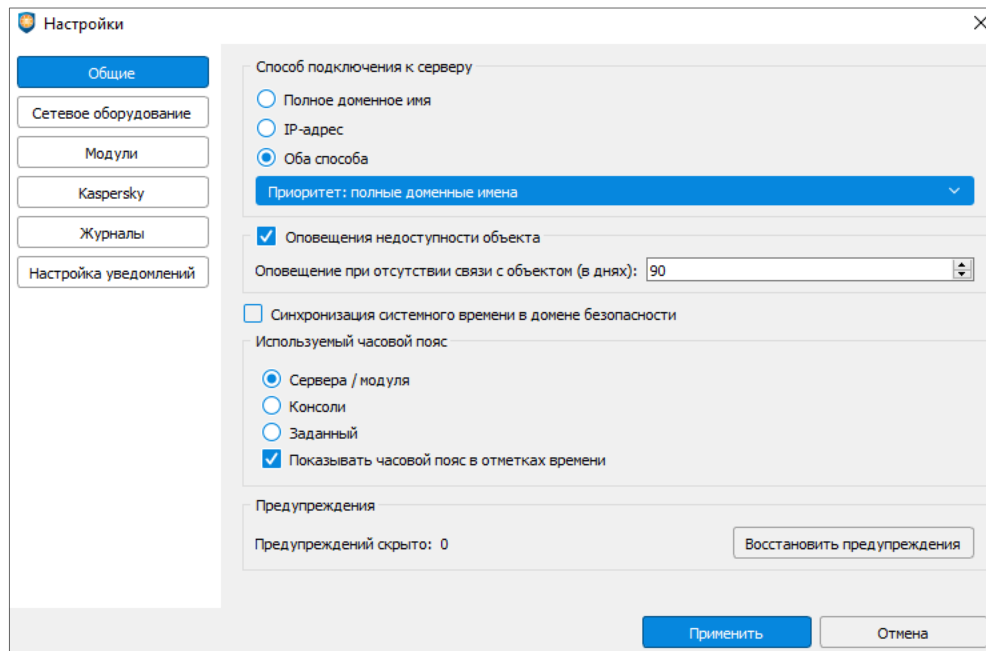 Настройки
Общие
Сетевое оборудование
Модули
Kaspersky
Журналы
Настройка уведомлений
Способ подключения к серверу
Полное доменное имя
IP-адрес
Оба способа
Приоритет: полные доменные имена
Оповещения недоступности объекта
Оповещение при отсутствии связи с объектом (в днях): 90
Синхронизация системного времени в домене безопасности
Используемый часовой пояс
Сервера / модуля
Консоли
Заданный
Показывать часовой пояс в отметках времени
Предупреждения
Предупреждений скрыто: 0
Восстановить предупреждения
Применить
Отмена